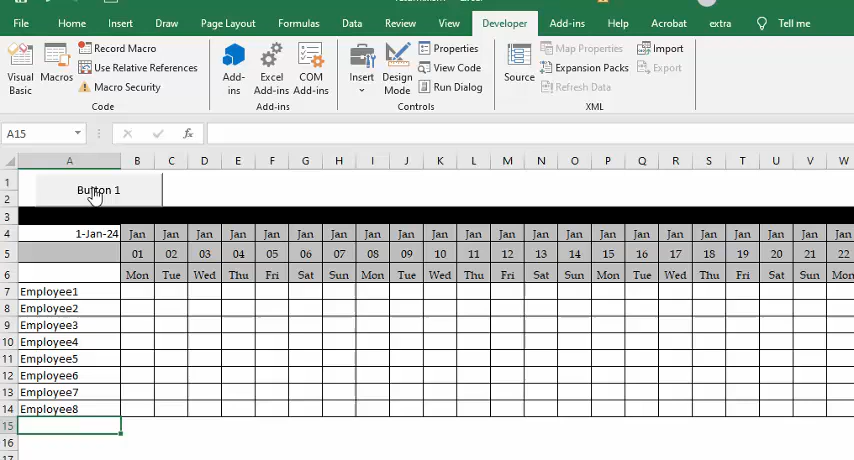 File Home Insert Draw Page Layout Formulas Data Review View Developer Add-ins Help Acrobat extra Tell me
Record Macro
Use Relative References
Macro Security
Visual Basic
Macros
Code
Add-ins
Excel Add-ins
COM Add-ins
Add-ins
Insert
Design Mode
Properties
View Code
Run Dialog
Controls
Source
Map Properties
Expansion Packs
Refresh Data
Import
Export
XML
A15 fx
A B C D E F G H I J K L M N O P Q R S T U V W
1 Button 1
2
3
4 1-Jan-24 Jan Jan Jan Jan Jan Jan Jan Jan Jan Jan Jan Jan Jan Jan Jan Jan Jan Jan Jan Jan Jan Jan
5 01 02 03 04 05 06 07 08 09 10 11 12 13 14 15 16 17 18 19 20 21 22
6 Mon Tue Wed Thu Fri Sat Sun Mon Tue Wed Thu Fri Sat Sun Mon Tue Wed Thu Fri Sat Sun Mon
7 Employee1
8 Employee2
9 Employee3
10 Employee4
11 Employee5
12 Employee6
13 Employee7
14 Employee8
15
16
17